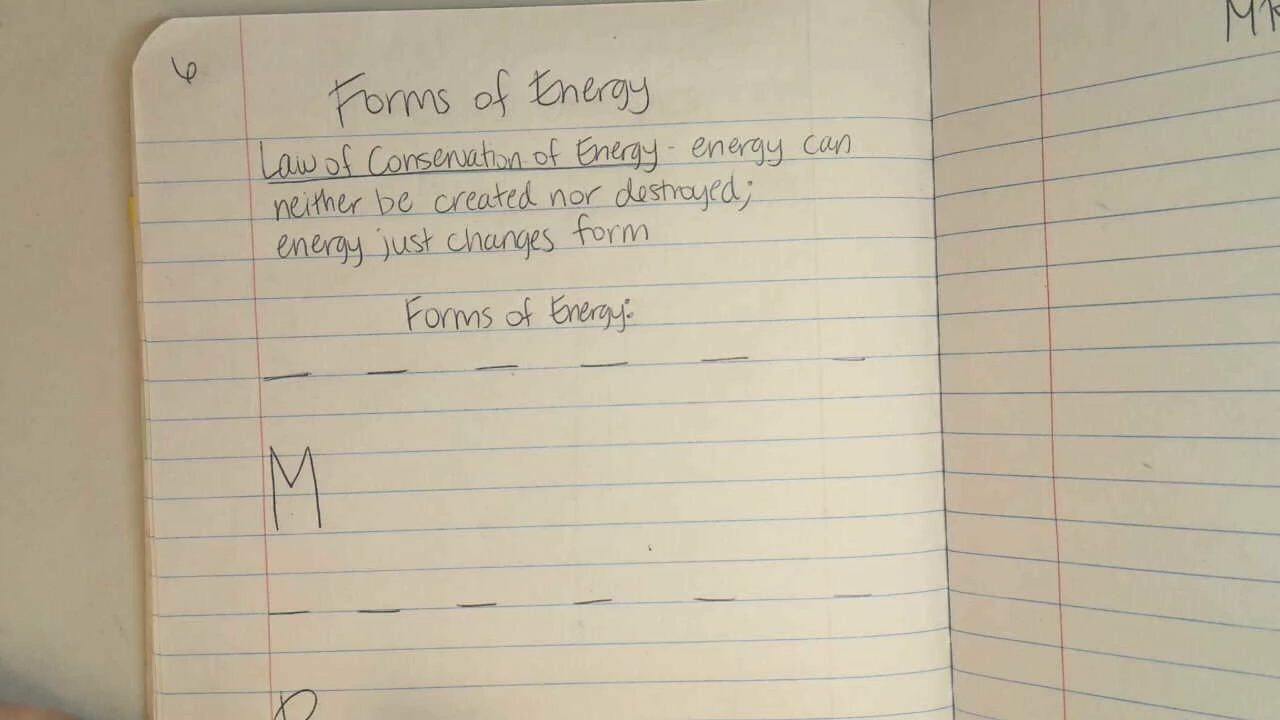 6
Forms of Energy
Law of Conservation of Energy - energy can
neither be created nor destroyed;
energy just changes form
Forms of Energy:
M